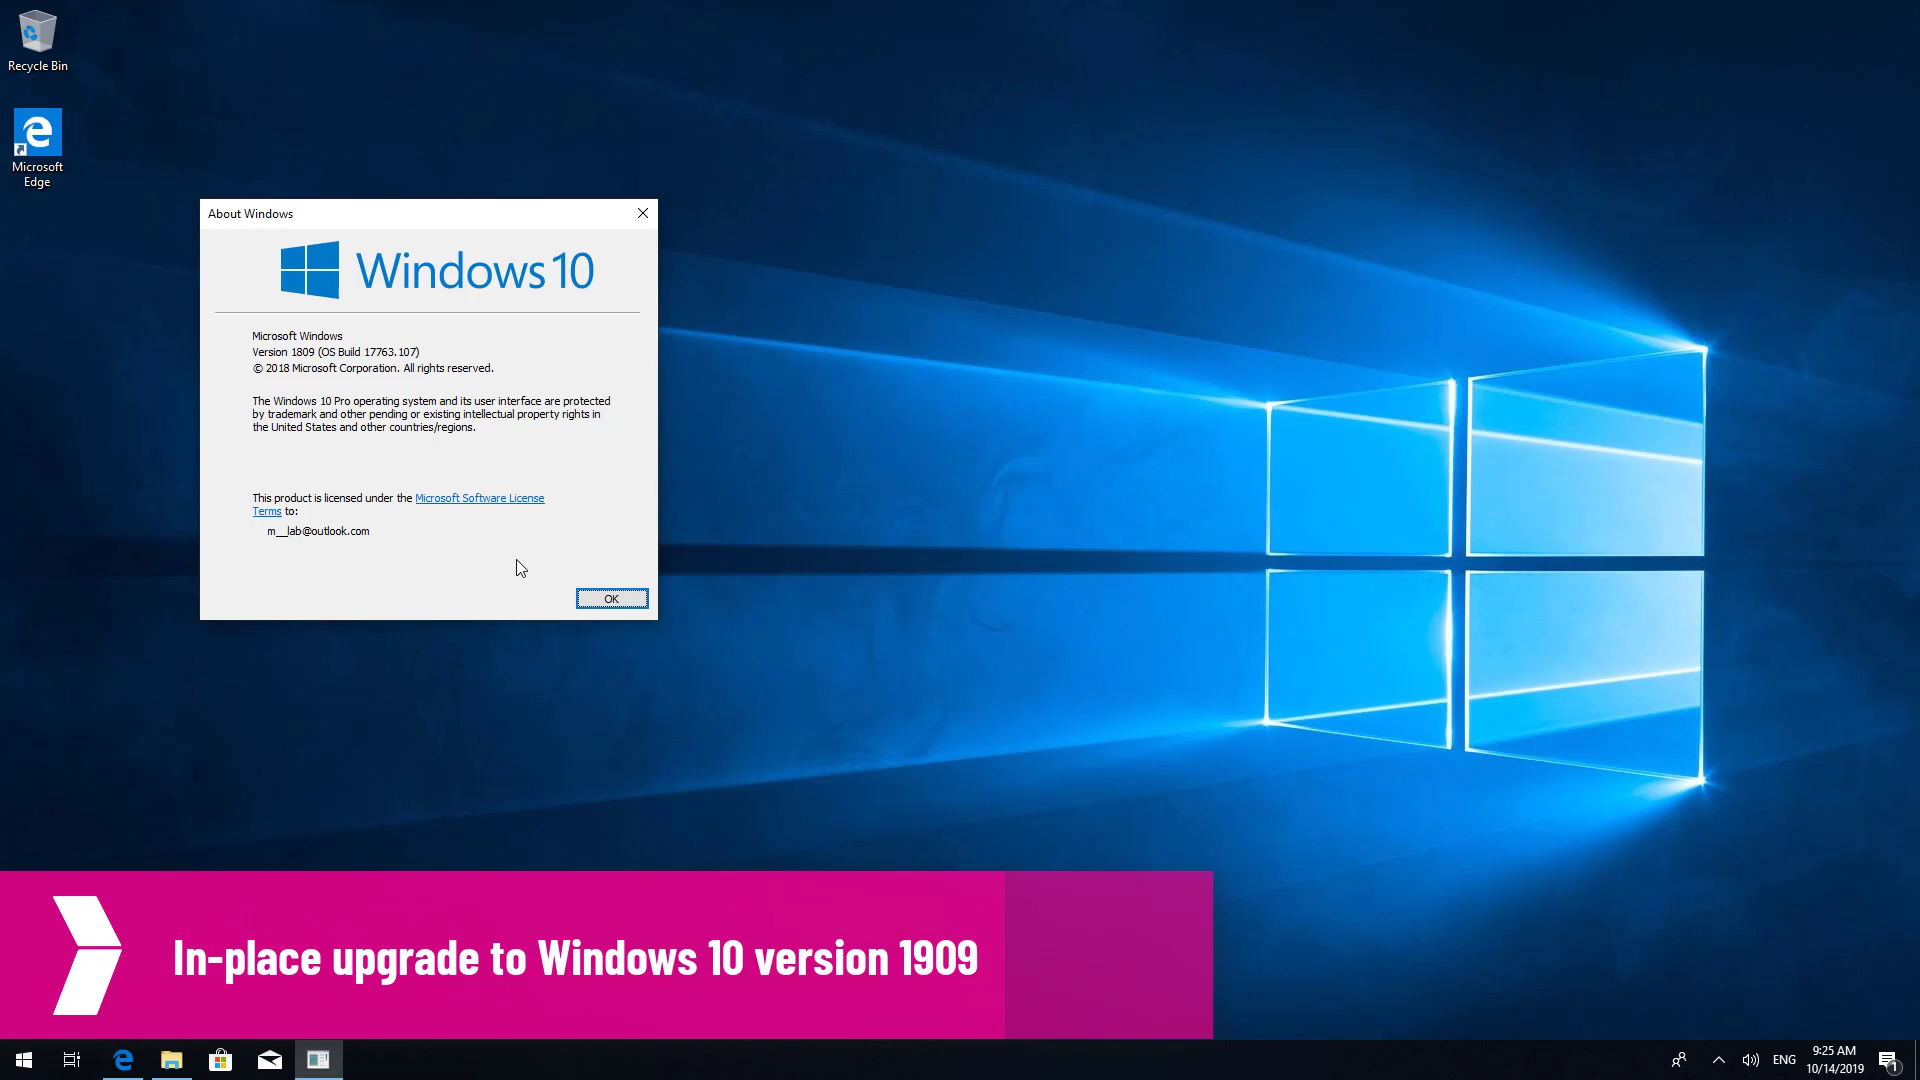 Recycle Bin
Microsoft
Edge
About Windows
Windows 10
Microsoft Windows
Version 1809 (OS Build 17763.107)
© 2018 Microsoft Corporation. All rights reserved.
The Windows 10 Pro operating system and its user interface are protected
by trademark and other pending or existing intellectual property rights in
the United States and other countries/regions.
This product is licensed under the Microsoft Software License
Terms to:
m__lab@outlook.com
OK
In-place upgrade to Windows 10 version 1909
ENG
9:25 AM
10/14/2019
1